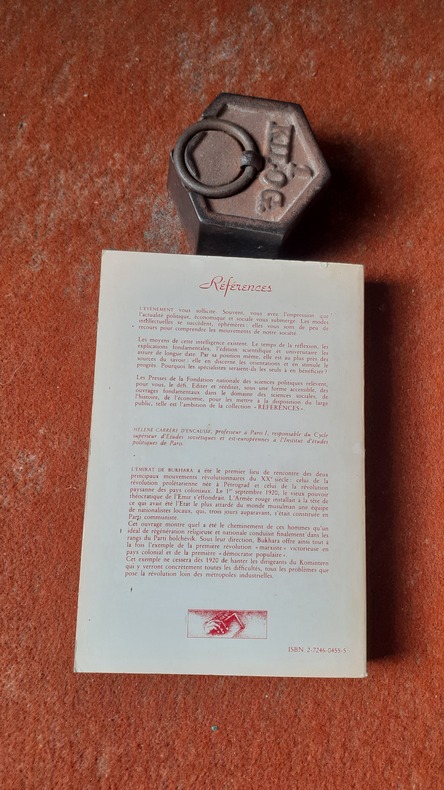 1
KILOG.
Références
L'ÉVÉNEMENT vous sollicite. Souvent, vous avez l'impression que
l'actualité politique, économique et sociale vous submerge. Les modes
intellectuelles se succèdent, éphémères : elles vous sont de peu de
recours pour comprendre les mouvements de notre société.
Les moyens de cette intelligence existent. Le temps de la réflexion, les
explications fondamentales, l'édition scientifique et universitaire les
assure de longue date. Par sa position même, elle est au plus près des
sources du savoir ; elle en discerne les orientations et en stimule le
progrès. Pourquoi les spécialistes seraient-ils les seuls à en bénéficier ?
Les Presses de la Fondation nationale des sciences politiques relèvent,
pour vous, le défi. Editer et rééditer, sous une forme accessible, des
ouvrages fondamentaux dans le domaine des sciences sociales, de
l'histoire, de l'économie, pour les mettre à la disposition du large
public, telle est l'ambition de la collection « RÉFÉRENCES ».
HÉLÈNE CARRÈRE D'ENCAUSSE, professeur à Paris I, responsable du Cycle
supérieur d'Etudes soviétiques et est-européennes à l'Institut d'études
politiques de Paris.
L'EMIRAT DE BUKHARA a été le premier lieu de rencontre des deux
principaux mouvements révolutionnaires du XXe siècle : celui de la
révolution prolétarienne née à Pétrograd et celui de la révolution
paysanne des pays coloniaux. Le 1er septembre 1920, le vieux pouvoir
théocratique de l'Emir s'effondrait. L'Armée rouge installait à la tête de
ce qui avait été l'Etat le plus attardé du monde musulman une équipe
de nationalistes locaux, qui, trois jours auparavant, s'était constituée en
Parti communiste.
Cet ouvrage montre quel a été le cheminement de ces hommes qu'un
idéal de régénération religieuse et nationale conduisit finalement dans les
rangs du Parti bolchevik. Sous leur direction, Bukhara offre ainsi tout à
la fois l'exemple de la première révolution « marxiste » victorieuse en
pays colonial et de la première « démocratie populaire ».
Cet exemple ne cessera dès 1920 de hanter les dirigeants du Komintern
qui y verront concrètement toutes les difficultés, tous les problèmes que
pose la révolution loin des métropoles industrielles.
ISBN 2-7246-0455-5